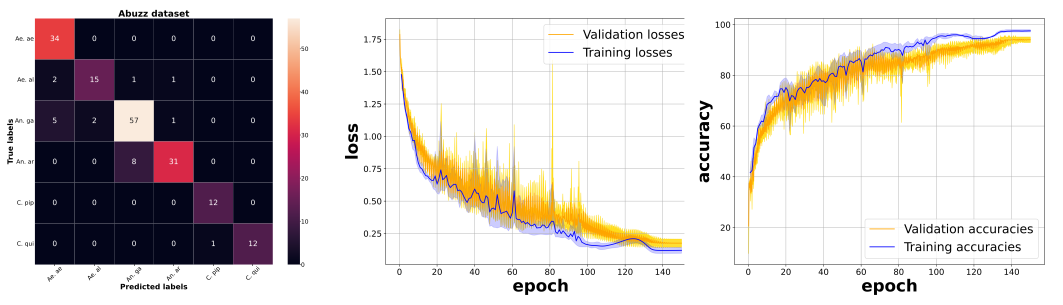 Abuzz dataset
Ae. ae
34 0 0 0 0 0
Ae. al
2 15 1 1 0 0
An. ga
5 2 57 1 0 0
An. ar
0 0 8 31 0 0
C. pip
0 0 0 0 12 0
C. qui
0 0 0 0 1 12
True labels
Ae. ae Ae. al An. ga An. ar C. pip C. qui
Predicted labels
50
40
30
20
10
0
loss
1.75
1.50
1.25
1.00
0.75
0.50
0.25
Validation losses
Training losses
0 20 40 60 80 100 120
epoch
accuracy
100
80
60
40
20
Validation accuracies
Training accuracies
0 20 40 60 80 100 120 140
epoch